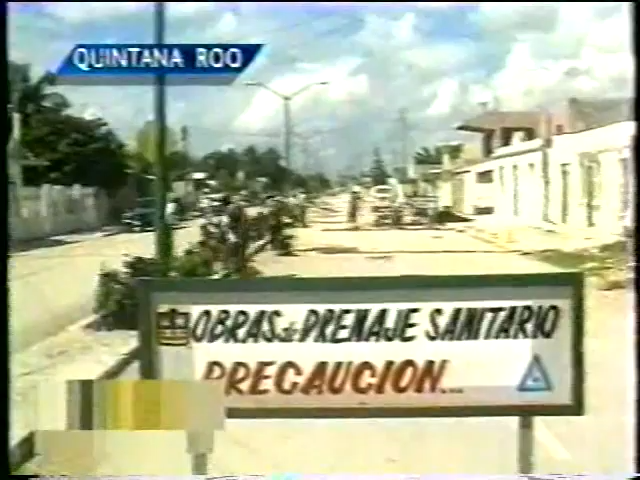 QUINTANA ROO
OBRAS de DRENAJE SANITARIO
PRECAUCION...